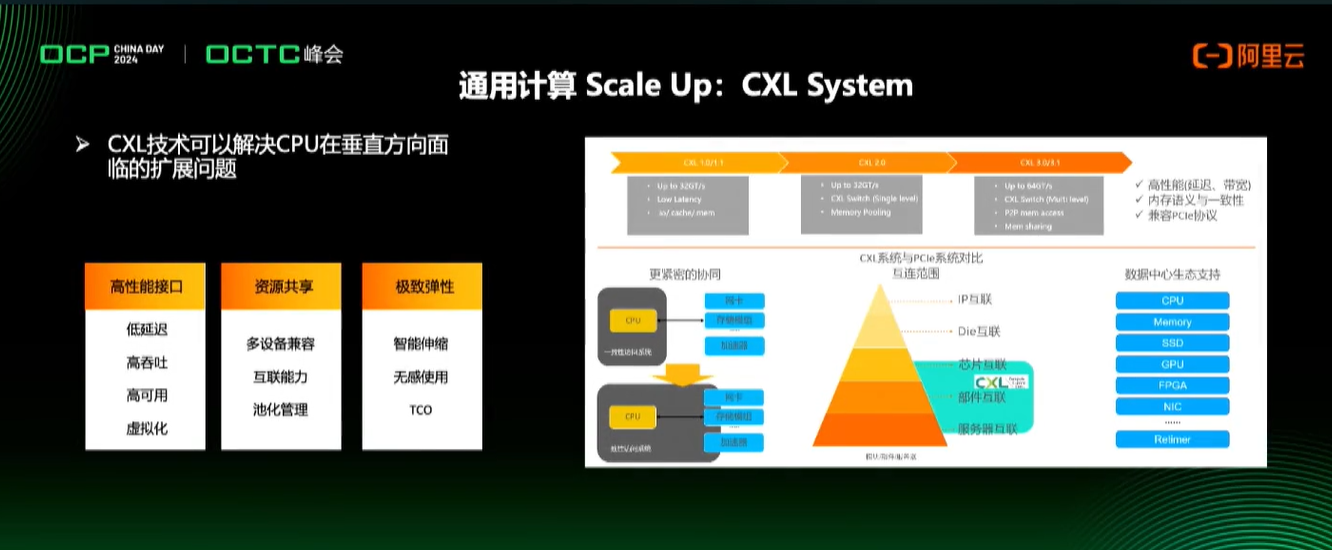 OCP CHINA DAY 2024 | OCTC峰会
阿里云
通用计算 Scale Up：CXL System
CXL技术可以解决CPU在垂直方向面
临的扩展问题
高性能接口
低延迟
高吞吐
高可用
虚拟化
资源共享
多设备兼容
互联能力
池化管理
极致弹性
智能伸缩
无感使用
TCO
CXL 1.0/1.1
Up to 32GT/s
Low Latency
io/ cache/ mem
CXL 2.0
Up to 32GT/s
CXL Switch (Single level)
Memory Pooling
CXL 3.0/3.1
Up to 64GT/s
CXL Switch (Multi level)
P2P mem access
Mem sharing
高性能(延迟、带宽)
内存语义与一致性
兼容PCIe协议
更紧密的协同
CPU
网卡
存储模组
加速器
一致性访问系统
CPU
网卡
存储模组
加速器
CXL系统与PCIe系统对比
互连范围
IP互联
Die互联
芯片互联
部件互联
服务器互联
CXL
数据中心生态支持
CPU
Memory
SSD
GPU
FPGA
NIC
......
Retimer